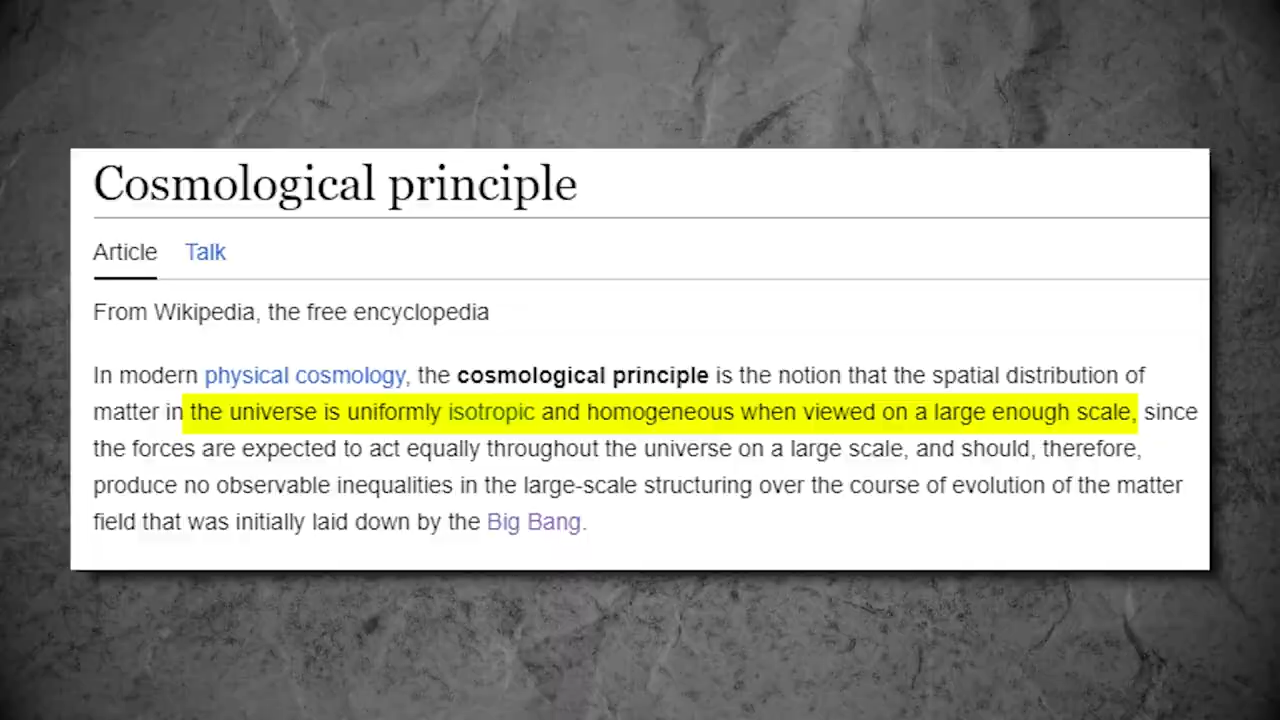 Cosmological principle
Article Talk
From Wikipedia, the free encyclopedia
In modern physical cosmology, the cosmological principle is the notion that the spatial distribution of
matter in the universe is uniformly isotropic and homogeneous when viewed on a large enough scale, since
the forces are expected to act equally throughout the universe on a large scale, and should, therefore,
produce no observable inequalities in the large-scale structuring over the course of evolution of the matter
field that was initially laid down by the Big Bang.